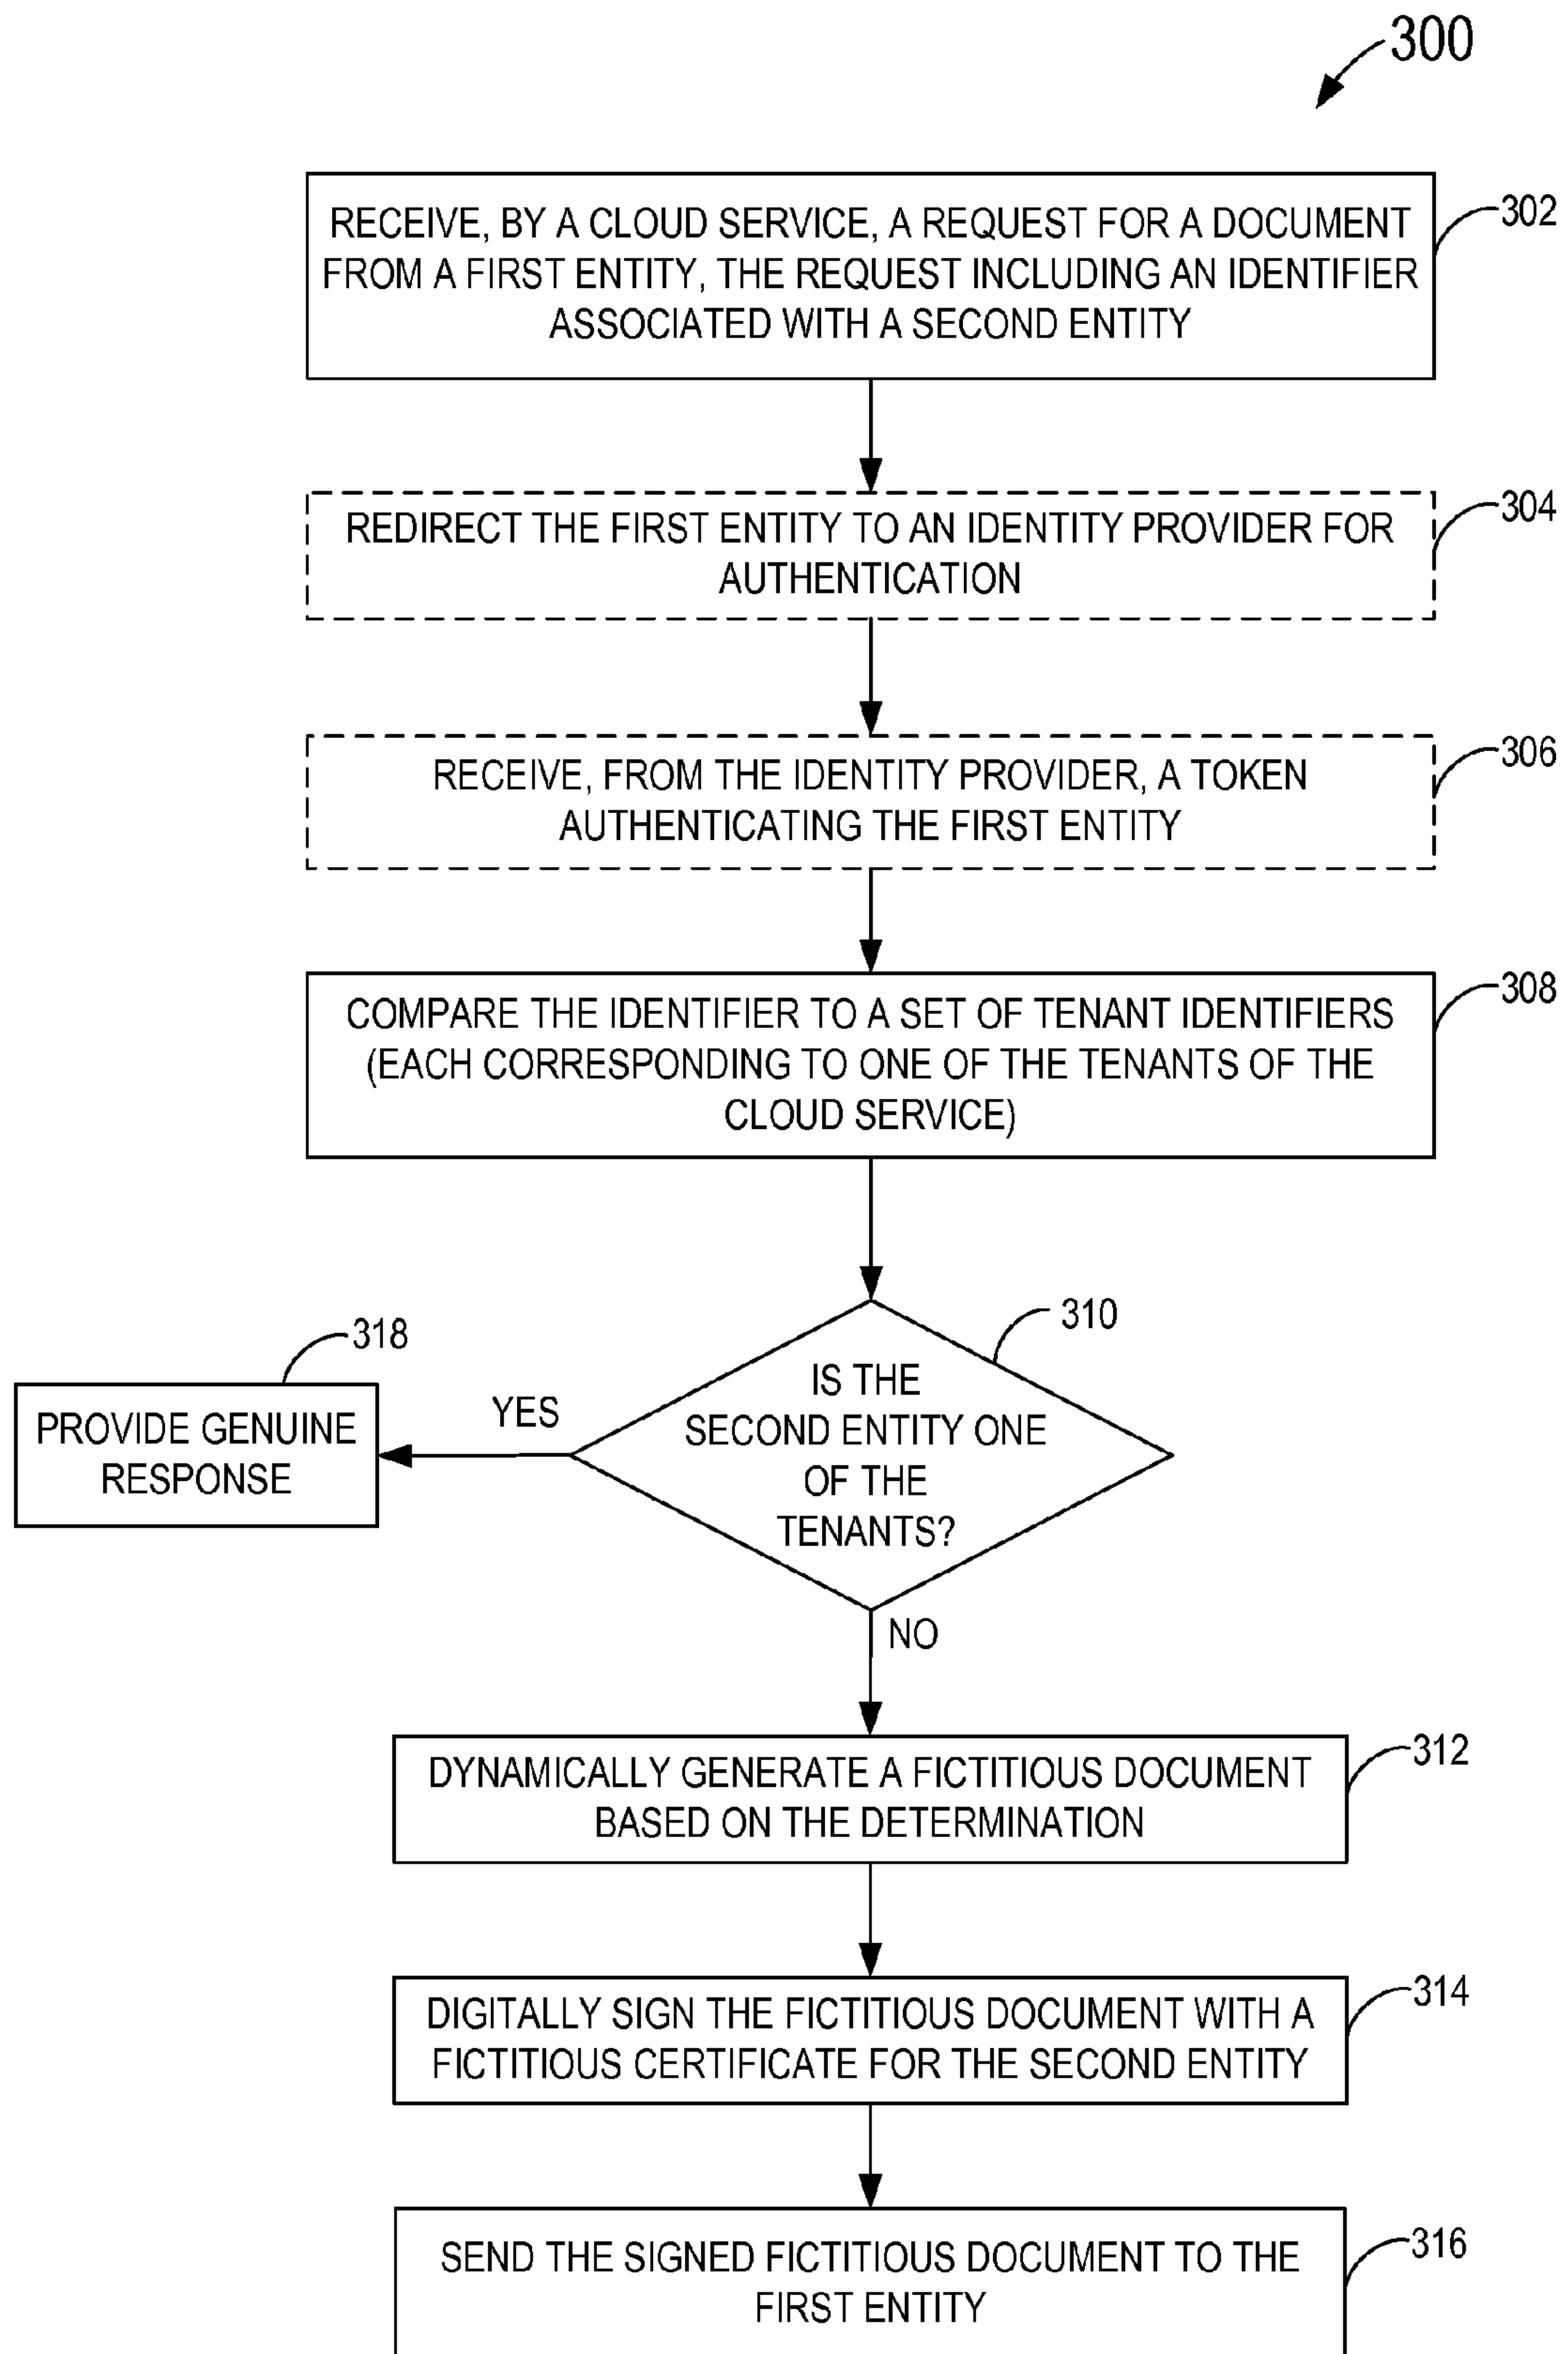 300
RECEIVE, BY A CLOUD SERVICE, A REQUEST FOR A DOCUMENT
FROM A FIRST ENTITY, THE REQUEST INCLUDING AN IDENTIFIER
ASSOCIATED WITH A SECOND ENTITY
302
REDIRECT THE FIRST ENTITY TO AN IDENTITY PROVIDER FOR
AUTHENTICATION
304
RECEIVE, FROM THE IDENTITY PROVIDER, A TOKEN
AUTHENTICATING THE FIRST ENTITY
306
COMPARE THE IDENTIFIER TO A SET OF TENANT IDENTIFIERS
(EACH CORRESPONDING TO ONE OF THE TENANTS OF THE
CLOUD SERVICE)
308
310
IS THE
SECOND ENTITY ONE
OF THE
TENANTS?
YES
318
PROVIDE GENUINE
RESPONSE
NO
DYNAMICALLY GENERATE A FICTITIOUS DOCUMENT
BASED ON THE DETERMINATION
312
DIGITALLY SIGN THE FICTITIOUS DOCUMENT WITH A
FICTITIOUS CERTIFICATE FOR THE SECOND ENTITY
314
SEND THE SIGNED FICTITIOUS DOCUMENT TO THE
FIRST ENTITY
316